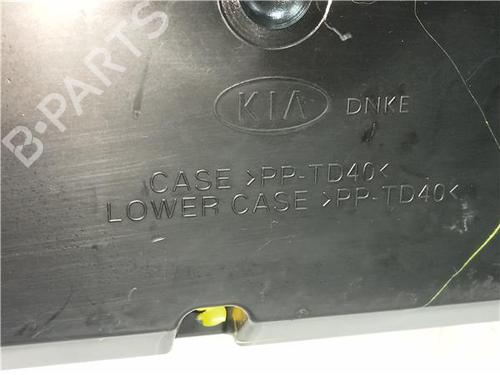 B-PARTS
KIA DNKE
CASE >PP-TD40<
LOWER CASE >PP-TD40<